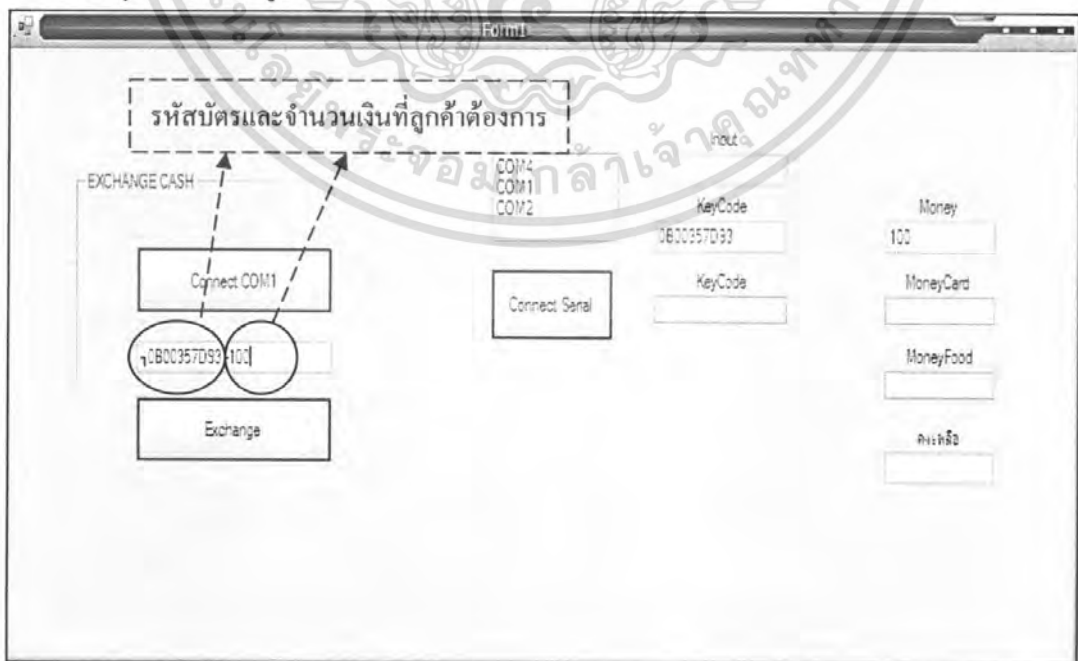 Form1
รหัสบัตรและจำนวนเงินที่ลูกค้าต้องการ
EXCHANGE CASH
Connect COM1
0B00357D93 100
Exchange
COM4
COM1
COM2
Connect Serial
Input
KeyCode
0B00357D93
KeyCode
Money
100
MoneyCard
MoneyFood
คงเหลือ